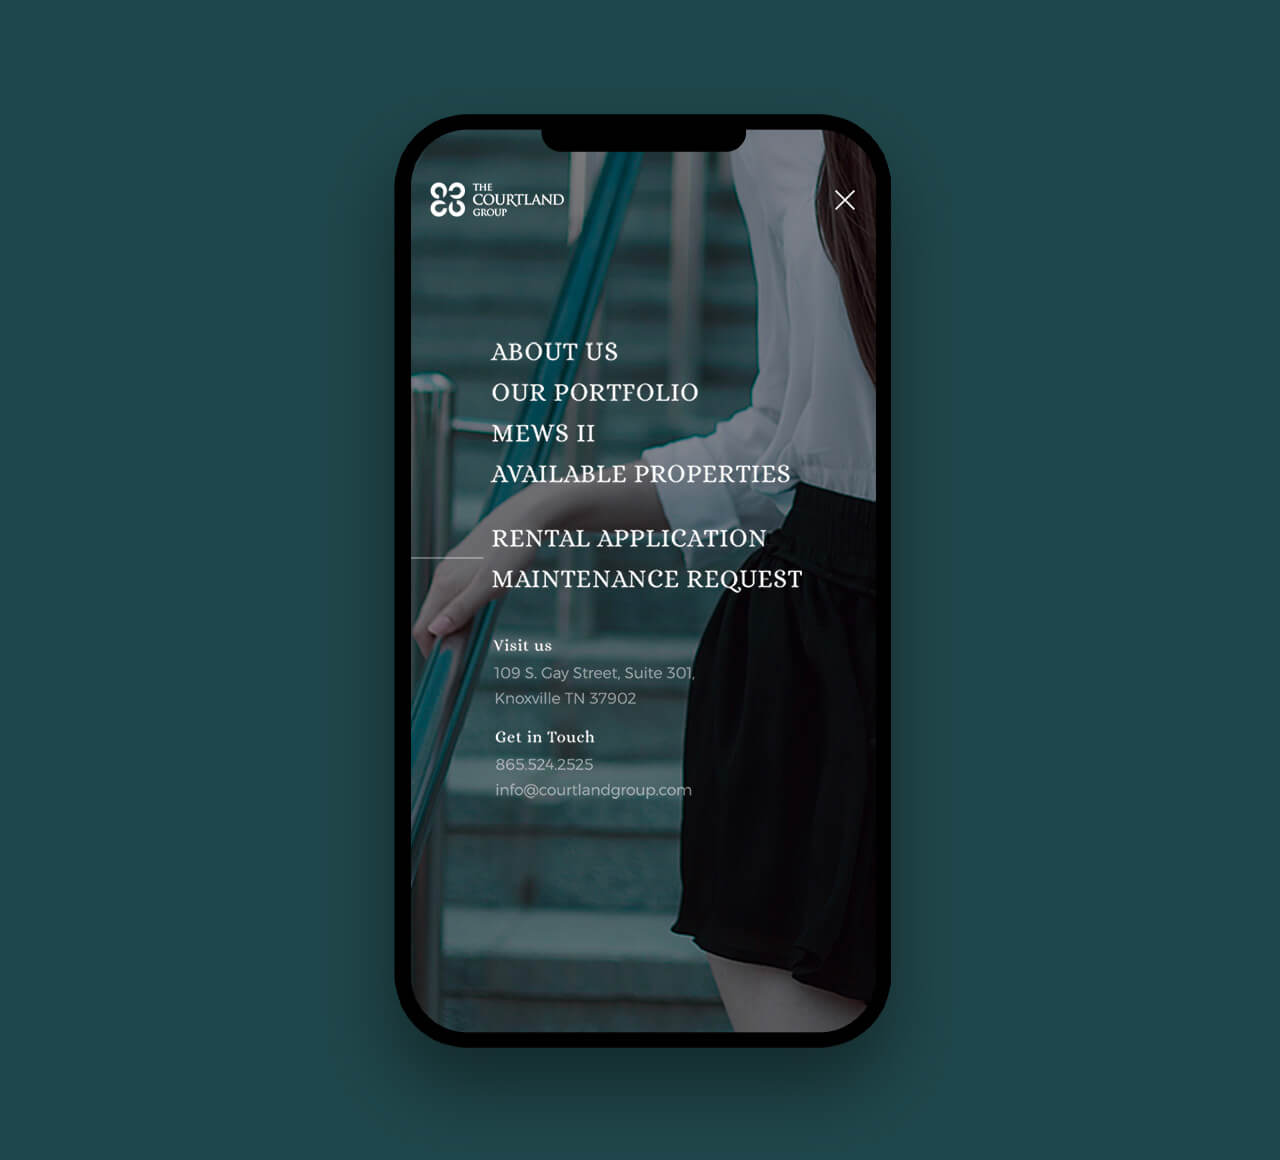 THE
COURTLAND
GROUP
ABOUT US
OUR PORTFOLIO
MEWS II
AVAILABLE PROPERTIES
RENTAL APPLICATION
MAINTENANCE REQUEST
Visit us
109 S. Gay Street, Suite 301,
Knoxville TN 37902
Get in Touch
865.524.2525
info@courtlandgroup.com